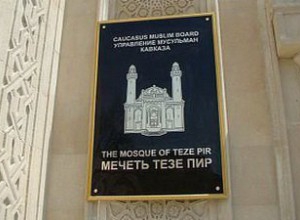 CAUCASUS MUSLIM BOARD
УПРАВЛЕНИЕ МУСУЛЬМАН
КАВКАЗА
THE MOSQUE OF TEZE PIR
МЕЧЕТЬ ТЕЗЕ ПИР